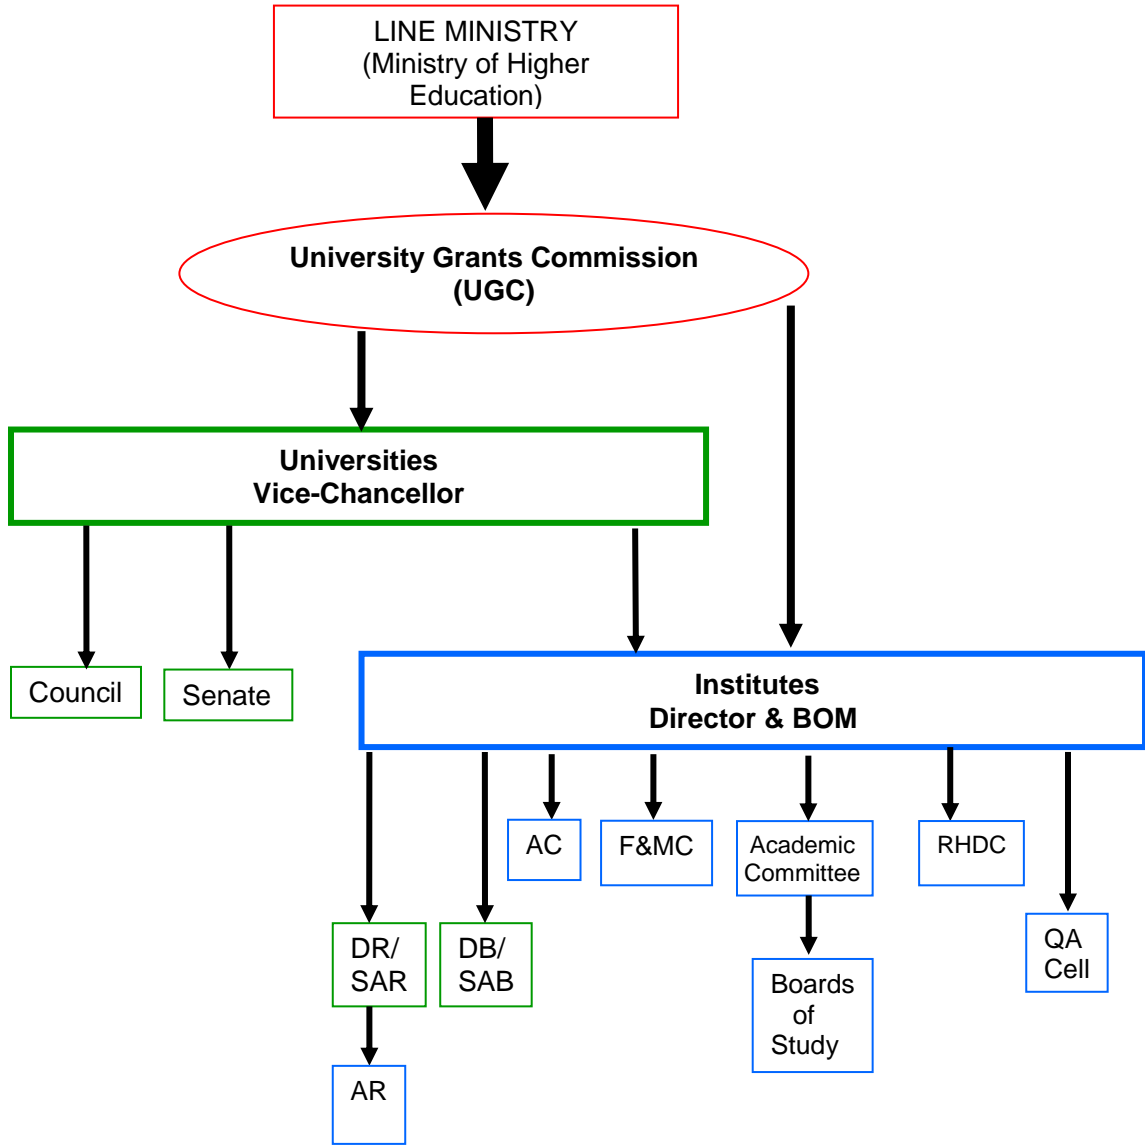 LINE MINISTRY
(Ministry of Higher
Education)
University Grants Commission
(UGC)
Universities
Vice-Chancellor
Council
Senate
Institutes
Director & BOM
AC
F&MC
Academic
Committee
RHDC
DR/
SAR
DB/
SAB
QA
Cell
Boards
of
Study
AR